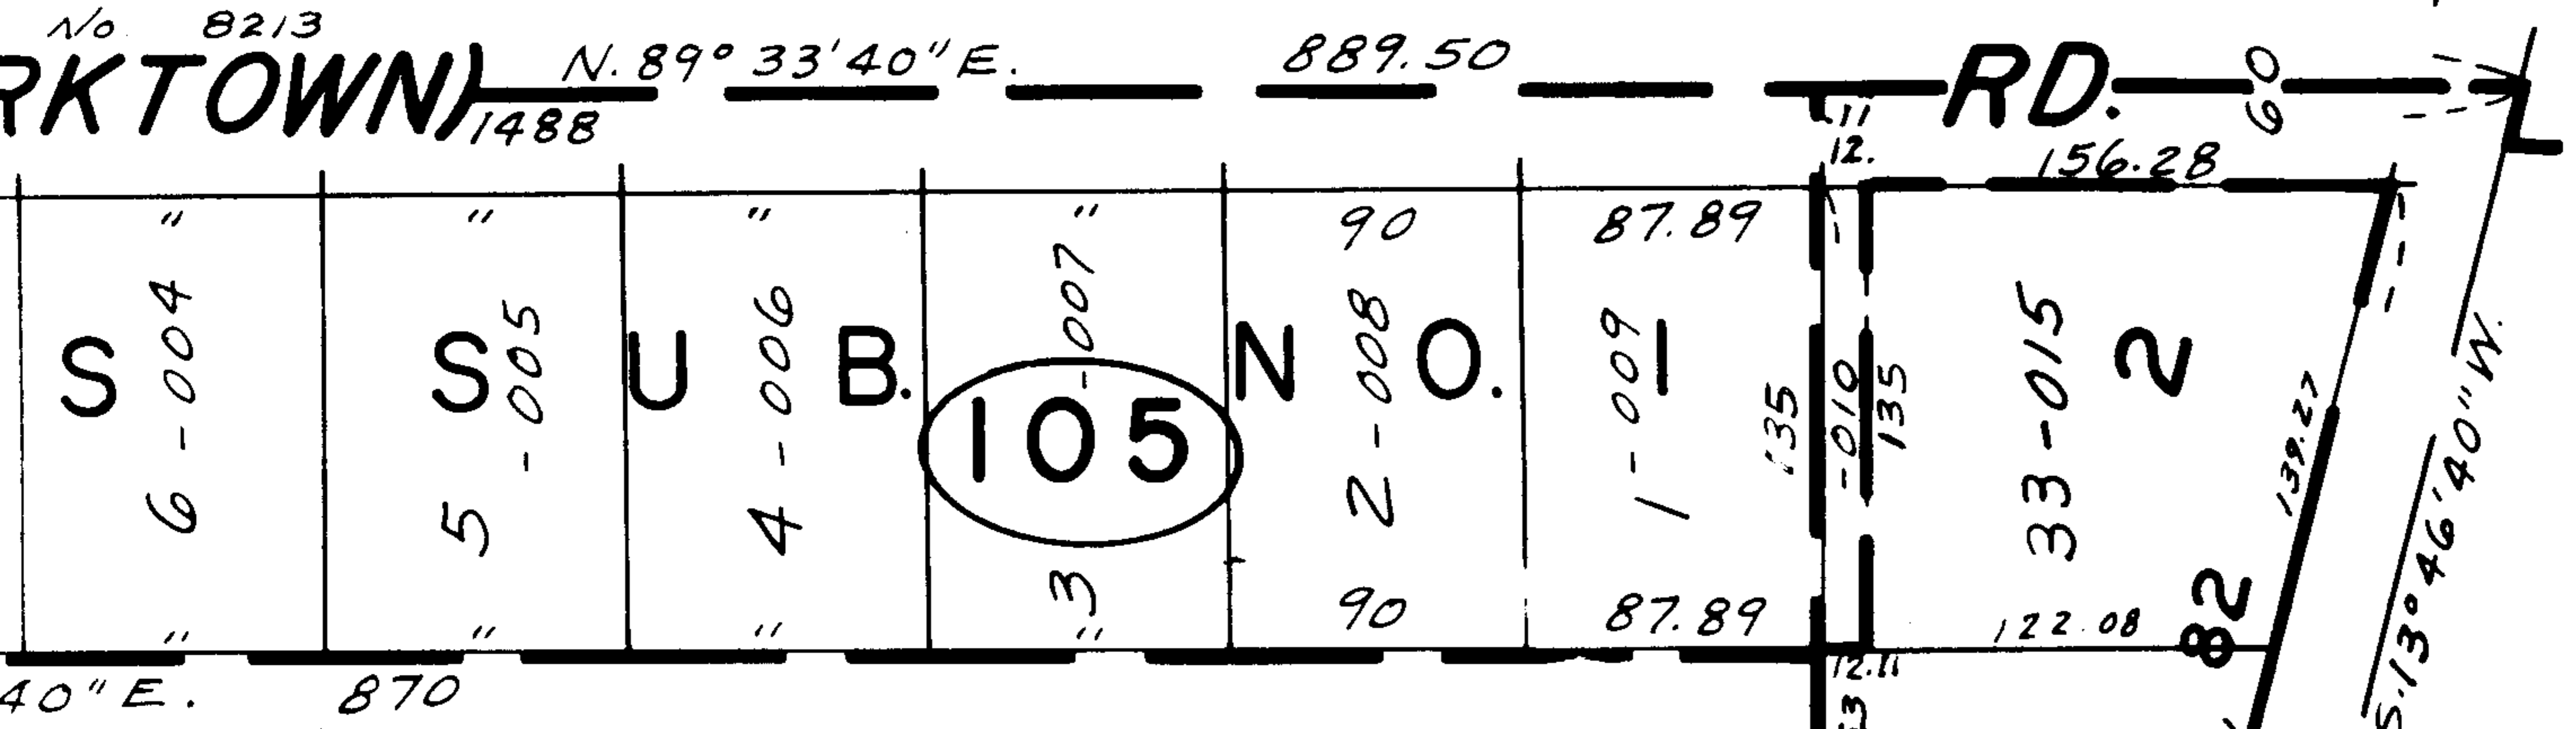 No. 8213
RKTOWN) N. 89° 33' 40" E. 889.50 RD. 60
1488
.11
12.
156.28
L
" " " " 90 87.89
6 -004
5 -005
4 -006
3 -007
2 -008
1 -009
S SUB. NO. 1
105
135
-010
135
33 -015
2
139.27
S. 13° 46' 40" W.
82
" " " " 90 87.89 122.08
12.11
40" E. 870